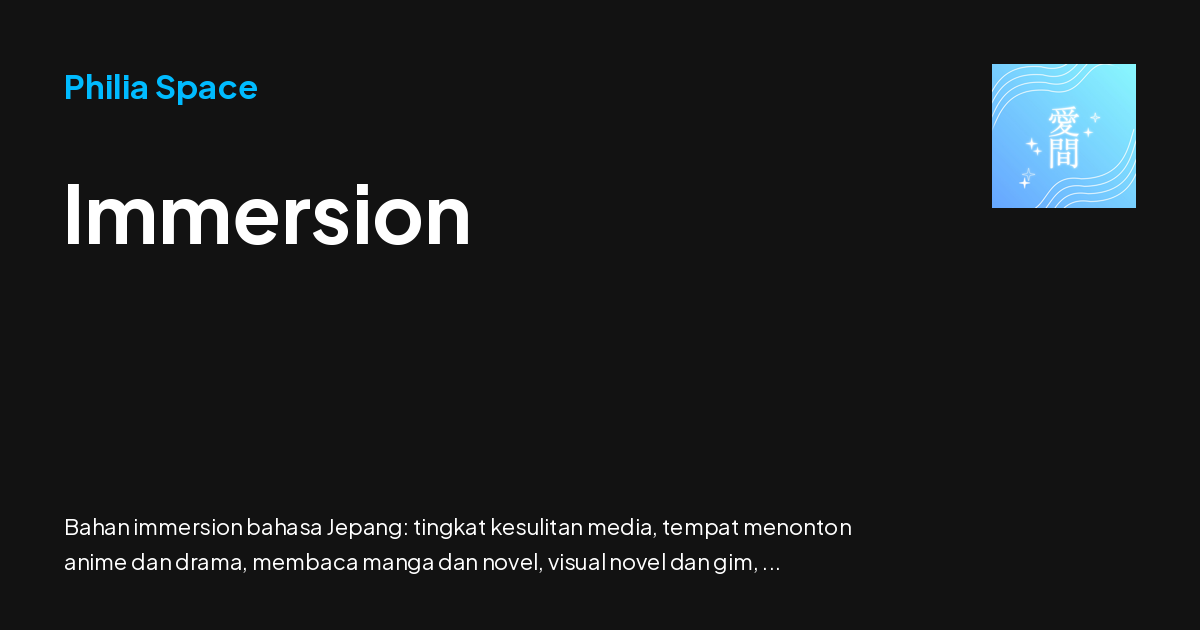 Philia Space
愛
間
Immersion
Bahan immersion bahasa Jepang: tingkat kesulitan media, tempat menonton
anime dan drama, membaca manga dan novel, visual novel dan gim, ...